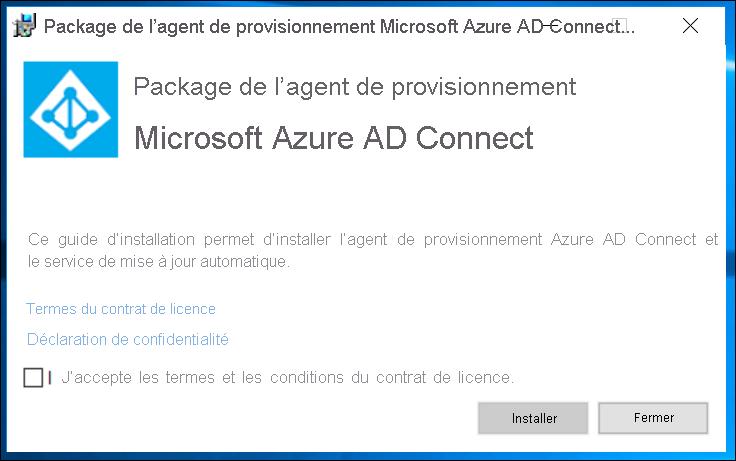 Package de l’agent de provisionnement Microsoft Azure AD Connect...
Package de l’agent de provisionnement
Microsoft Azure AD Connect
Ce guide d’installation permet d’installer l’agent de provisionnement Azure AD Connect et
le service de mise à jour automatique.
Termes du contrat de licence
Déclaration de confidentialité
J’accepte les termes et les conditions du contrat de licence.
Installer
Fermer